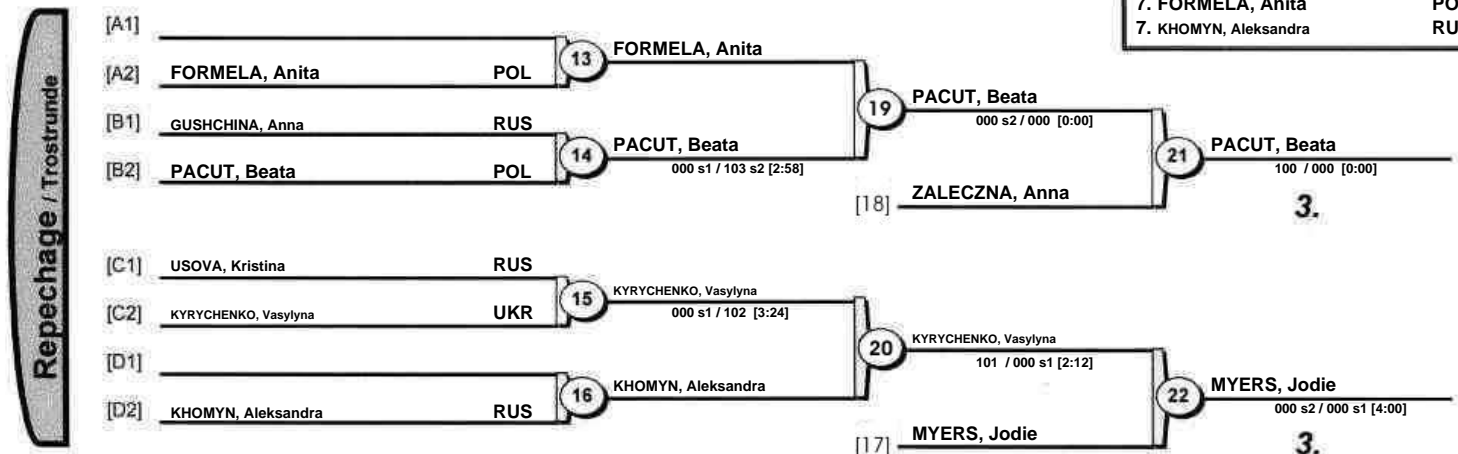 7. FORMELA, Anita
7. KHOMYN, Aleksandra
Repechage / Trostrunde
[A1]
[A2] FORMELA, Anita POL
13 FORMELA, Anita
[B1] GUSHCHINA, Anna RUS
[B2] PACUT, Beata POL
14 PACUT, Beata
000 s1 / 103 s2 [2:58]
19 PACUT, Beata
000 s2 / 000 [0:00]
[18] ZALECZNA, Anna
21 PACUT, Beata
100 / 000 [0:00]
3.
[C1] USOVA, Kristina RUS
[C2] KYRYCHENKO, Vasylyna UKR
15 KYRYCHENKO, Vasylyna
000 s1 / 102 [3:24]
[D1]
[D2] KHOMYN, Aleksandra RUS
16 KHOMYN, Aleksandra
20 KYRYCHENKO, Vasylyna
101 / 000 s1 [2:12]
[17] MYERS, Jodie
22 MYERS, Jodie
000 s2 / 000 s1 [4:00]
3.